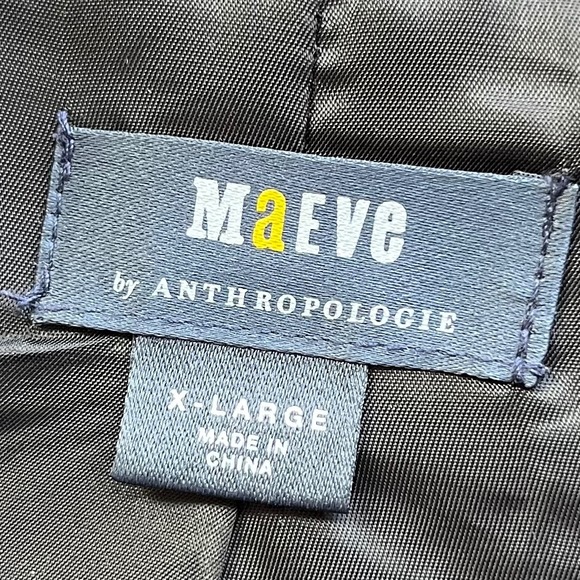 MaEVe
by ANTHROPOLOGIE
X-LARGE
MADE IN
CHINA